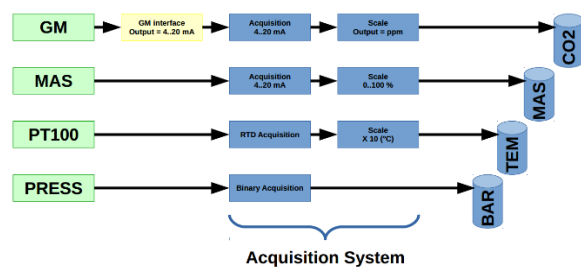 GM
GM interface
Output = 4..20 mA
Acquisition
4..20 mA
Scale
Output = ppm
CO2
MAS
Acquisition
4..20 mA
Scale
0..100 %
MAS
PT100
RTD Acquisition
Scale
X 10 (°C)
TEM
PRESS
Binary Acquisition
BAR
Acquisition System